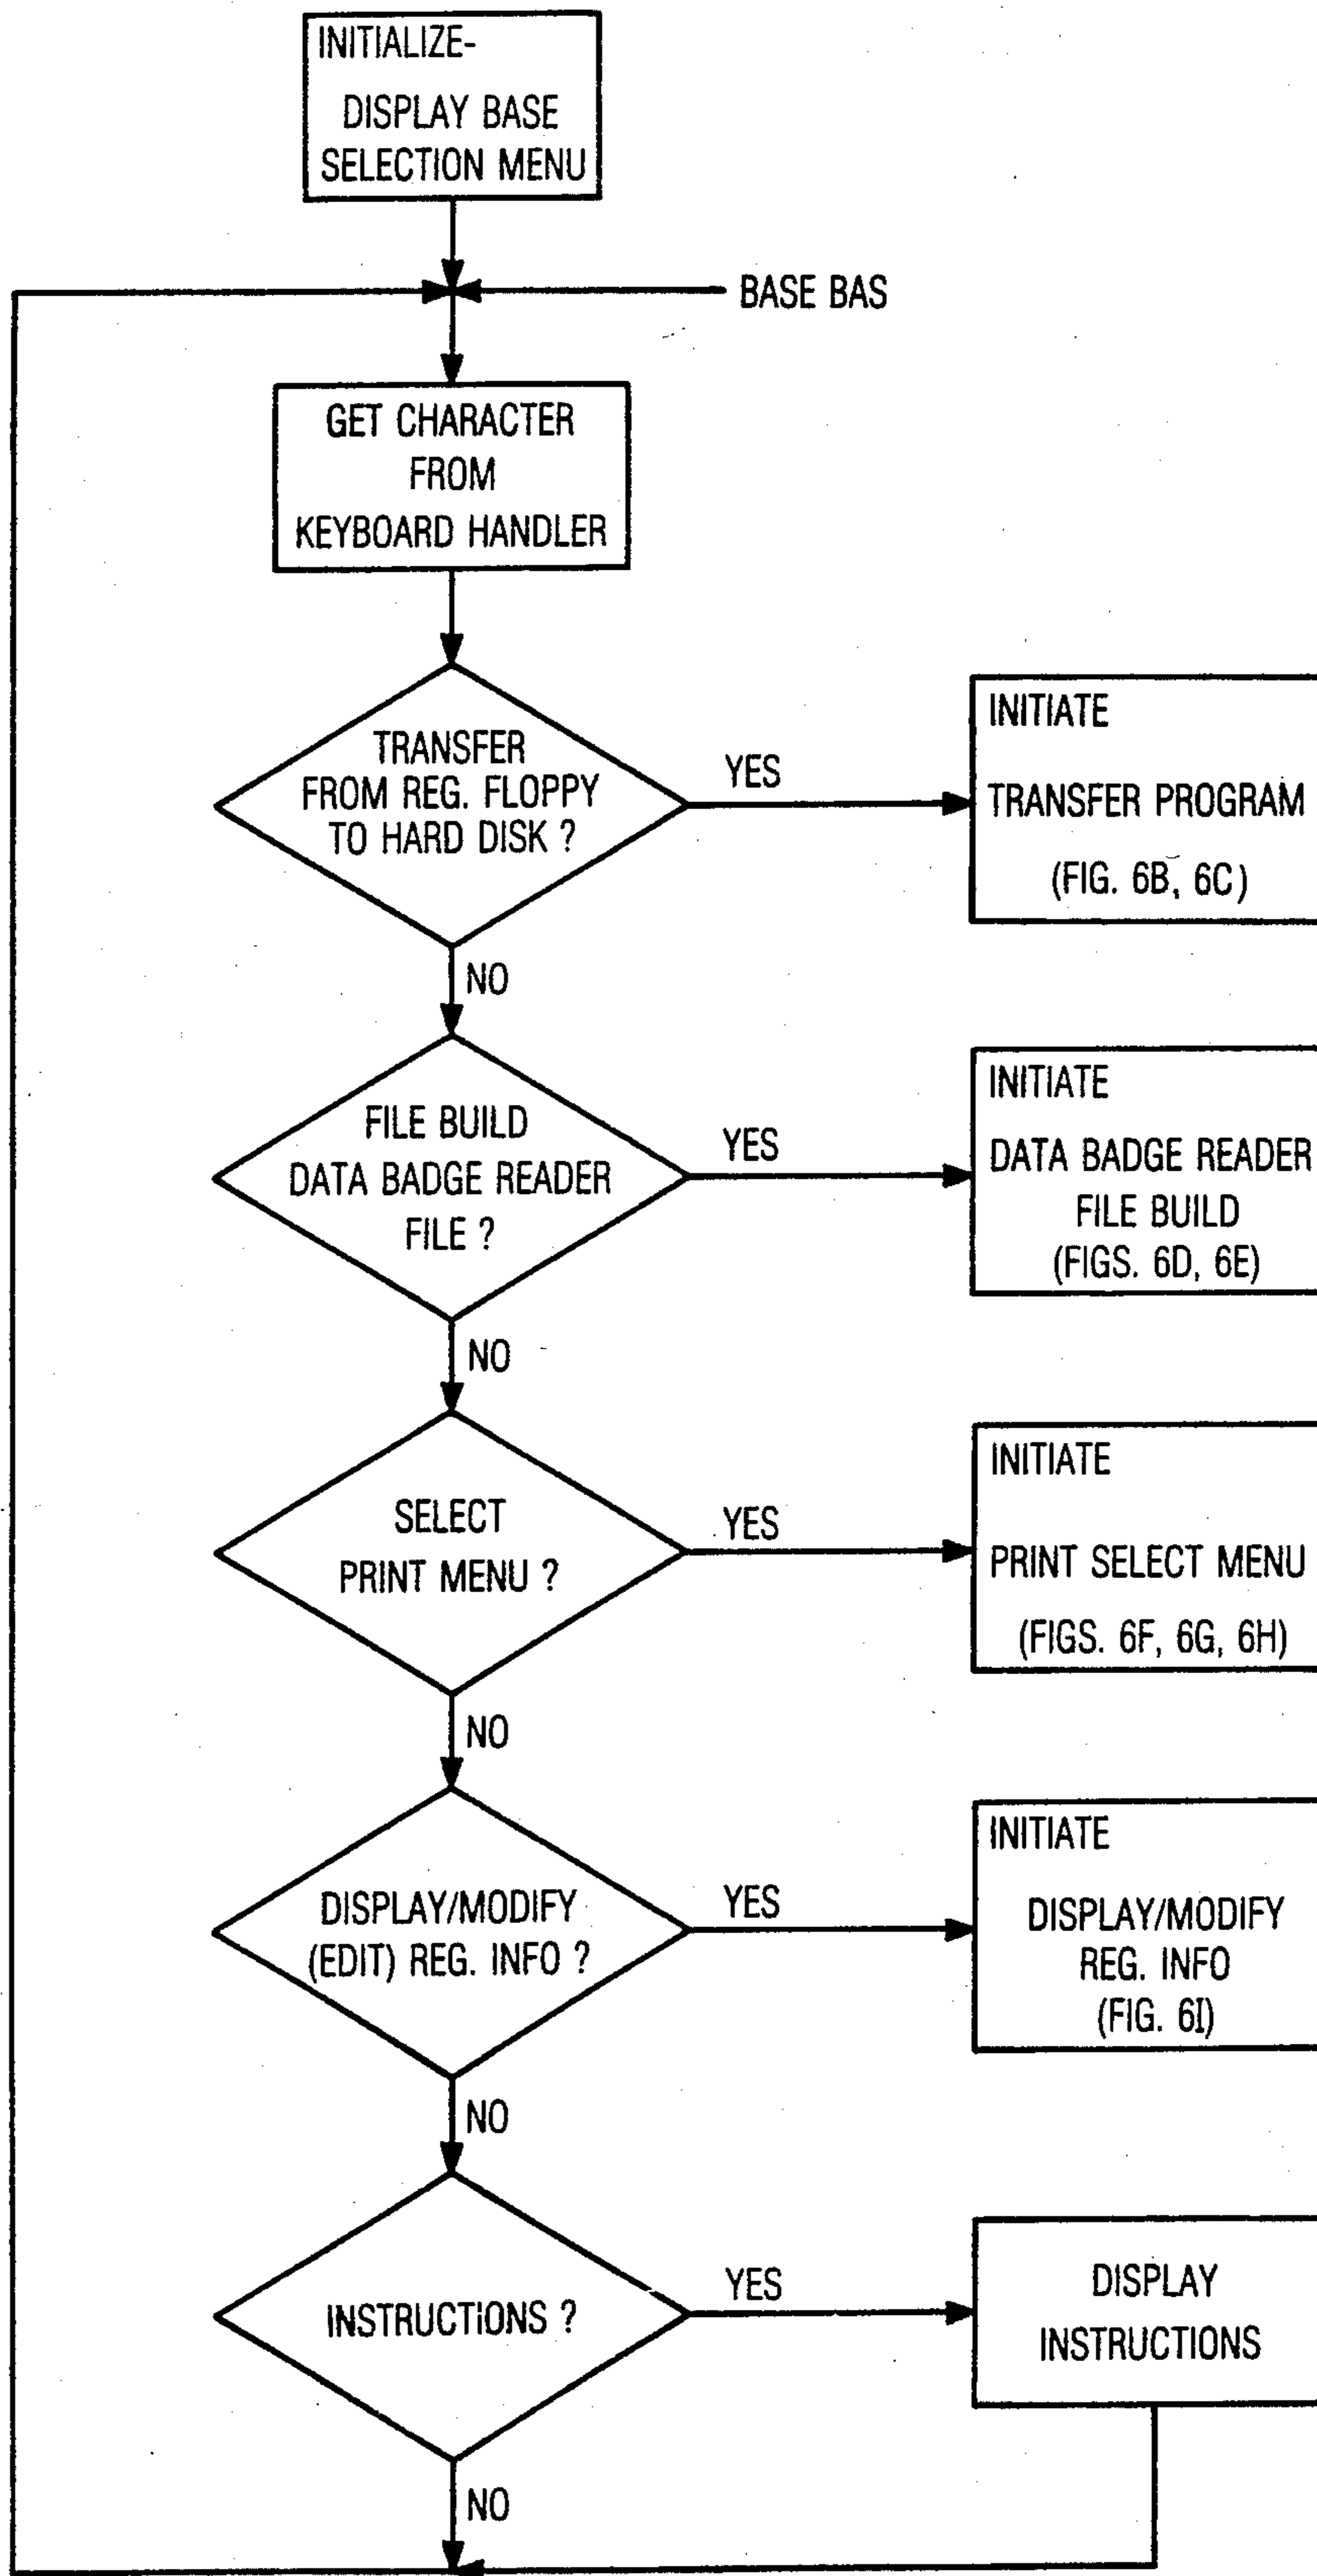 INITIALIZE-
DISPLAY BASE
SELECTION MENU
BASE BAS
GET CHARACTER
FROM
KEYBOARD HANDLER
TRANSFER
FROM REG. FLOPPY
TO HARD DISK ?
YES
INITIATE
TRANSFER PROGRAM
(FIG. 6B, 6C)
NO
FILE BUILD
DATA BADGE READER
FILE ?
YES
INITIATE
DATA BADGE READER
FILE BUILD
(FIGS. 6D, 6E)
NO
SELECT
PRINT MENU ?
YES
INITIATE
PRINT SELECT MENU
(FIGS. 6F, 6G, 6H)
NO
DISPLAY/MODIFY
(EDIT) REG. INFO ?
YES
INITIATE
DISPLAY/MODIFY
REG. INFO
(FIG. 6I)
NO
INSTRUCTIONS ?
YES
DISPLAY
INSTRUCTIONS
NO